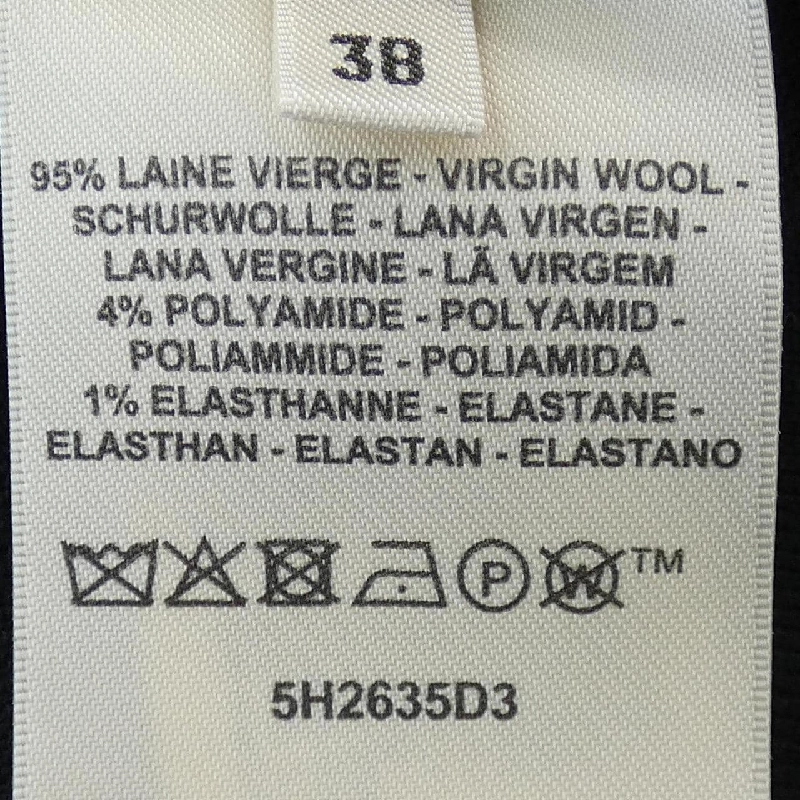 38
95% LAINE VIERGE - VIRGIN WOOL -
SCHURWOLLE - LANA VIRGEN -
LANA VERGINE - LÃ VIRGEM
4% POLYAMIDE - POLYAMID -
POLIAMMIDE - POLIAMIDA
1% ELASTHANNE - ELASTANE -
ELASTHAN - ELASTAN - ELASTANO
P W TM
5H2635D3